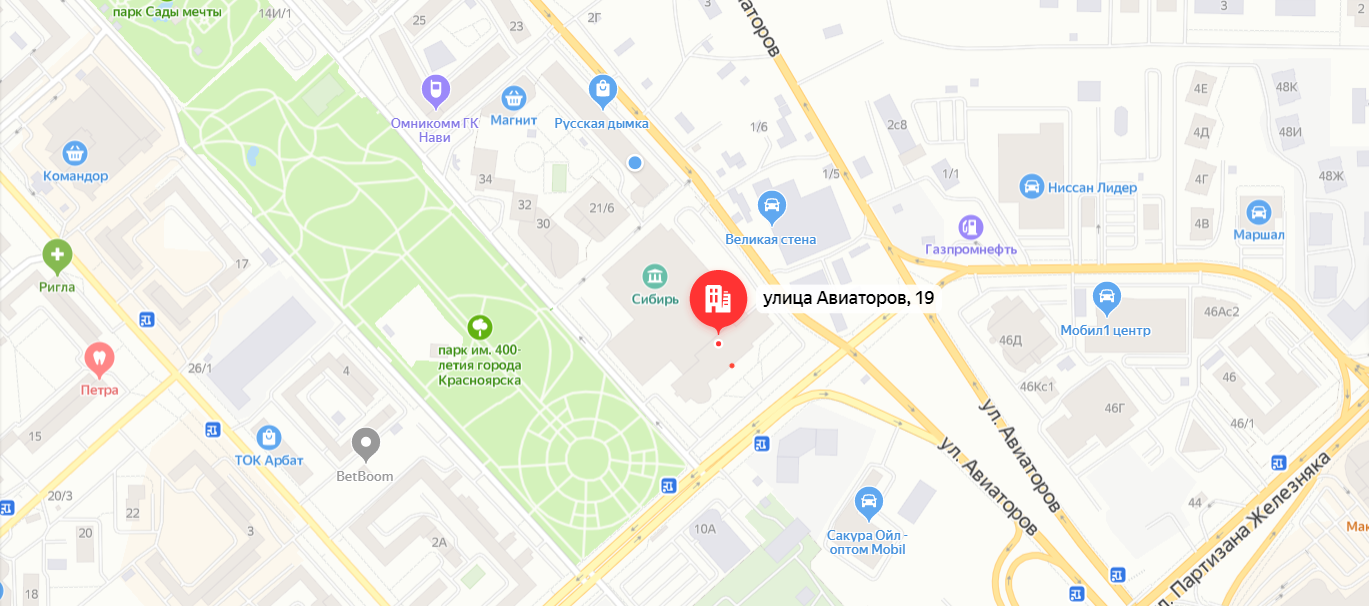 парк Сады мечты
14И/1
25
23
2Г
3
Авиаторов
3
2
Омникомм ГК
Нави
Магнит
Русская дымка
1/6
2с8
4Е
48К
4Д
48И
Командор
34
32
30
21/6
1/5
1/1
Ниссан Лидер
4Г
48Ж
4В
Маршал
Великая стена
Газпромнефть
17
Ригла
Сибирь
улица Авиаторов, 19
Мобил1 центр
46Ас2
46Д
парк им. 400-
летия города
Красноярска
26/1
4
Петра
46Кс1
46
46Г
46/1
15
ТОК Арбат
BetBoom
ул. Авиаторов
ул. Авиаторов
20/3
22
3
20
2А
10А
44
Сакура Ойл -
оптом Mobil
18
л. Партизана Железняка
Мак